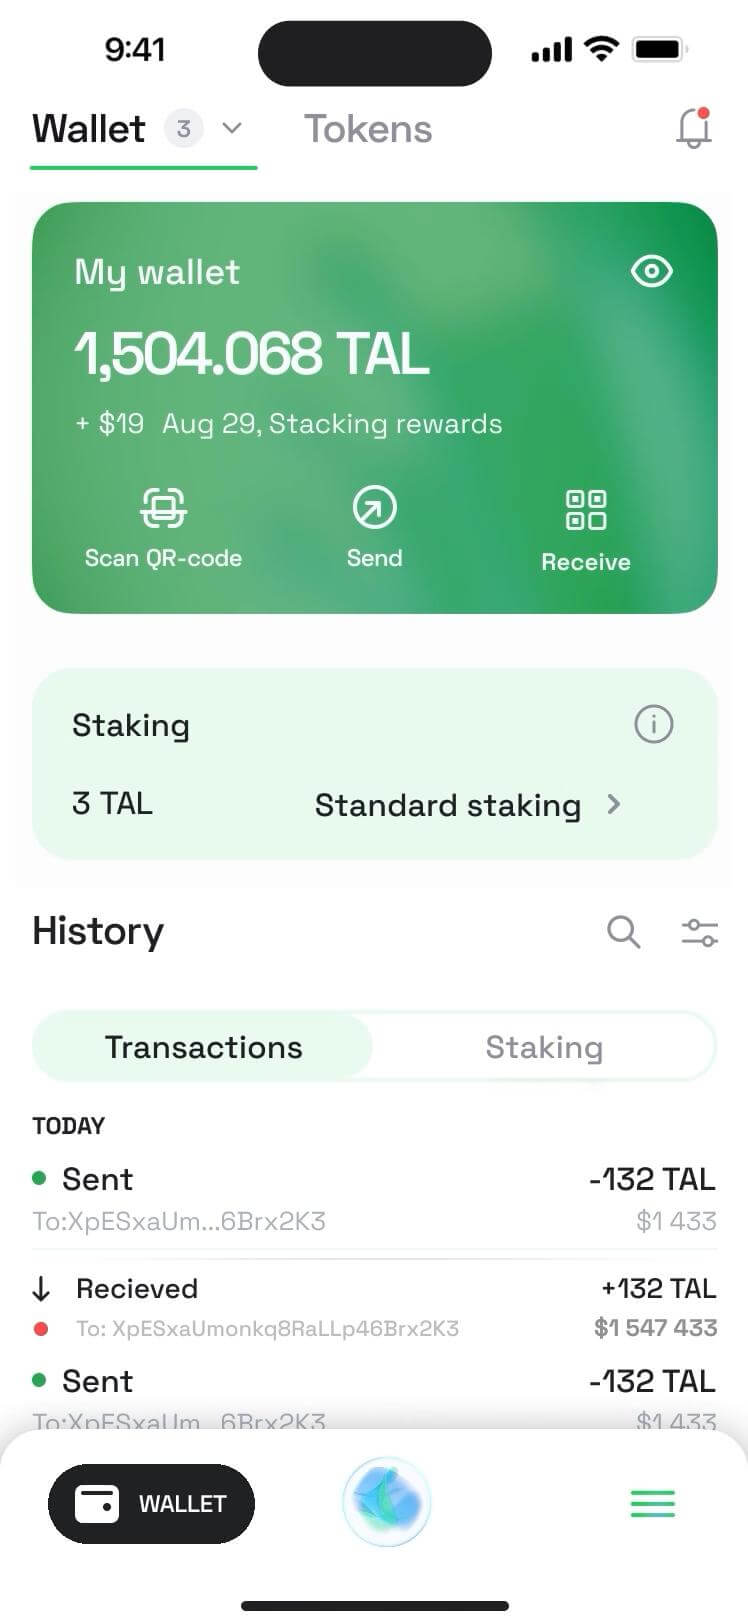 9:41
Wallet 3 Tokens
My wallet
1,504.068 TAL
+ $19 Aug 29, Stacking rewards
Scan QR-code Send Receive
Staking
3 TAL Standard staking
History
Transactions Staking
TODAY
Sent -132 TAL
To:XpESxaUm...6Brx2K3 $1 433
Recieved +132 TAL
To: XpESxaUmonkq8RaLLp46Brx2K3 $1 547 433
Sent -132 TAL
To:XpESxaUm...6Brx2K3 $1 433
WALLET